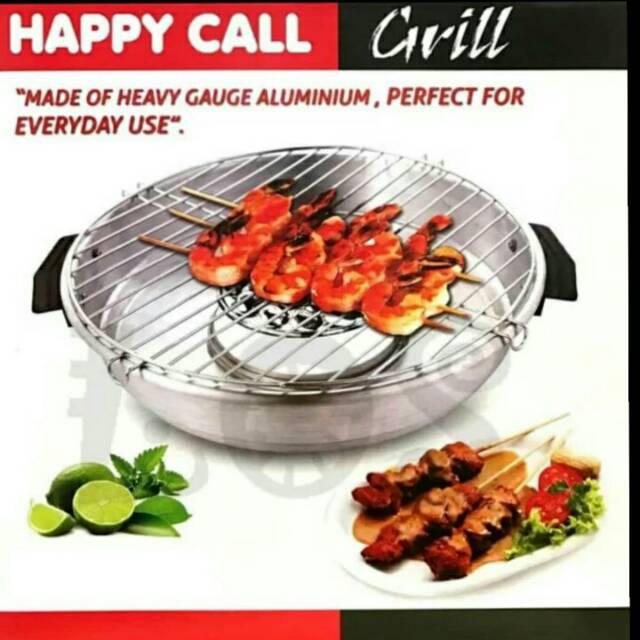 HAPPY CALL Grill
“MADE OF HEAVY GAUGE ALUMINIUM, PERFECT FOR
EVERYDAY USE“.